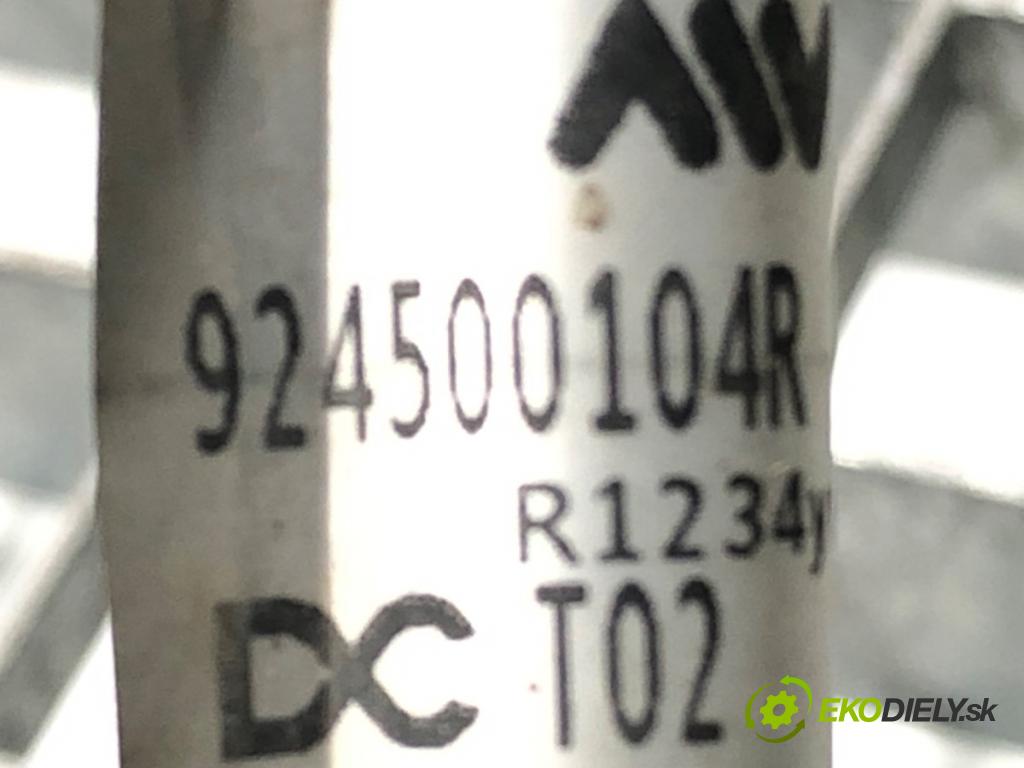 924500104R
R1234y
DC T02
EKODIELY.sk